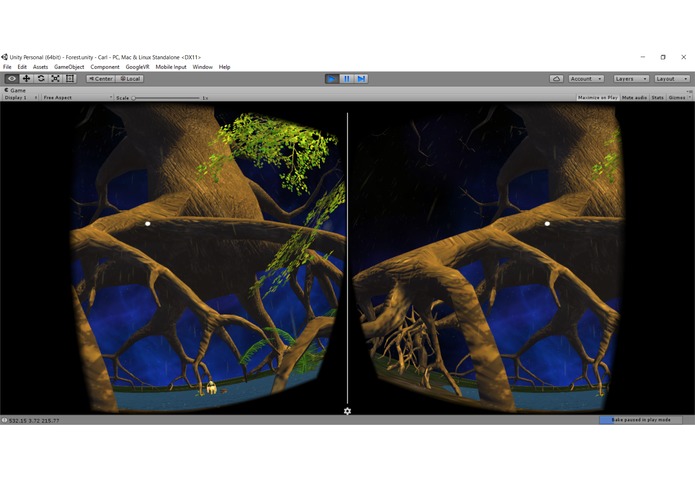 Unity Personal (64bit) - Forest.unity - Carl - PC, Mac & Linux Standalone <DX11>
File Edit Assets GameObject Component GoogleVR Mobile Input Window Help
Center Local Account Layers Layout
Game
Display 1 Free Aspect Scale 1x Maximize on Play Mute audio Stats Gizmos
532.15 3.72 215.77 Bake paused in play mode